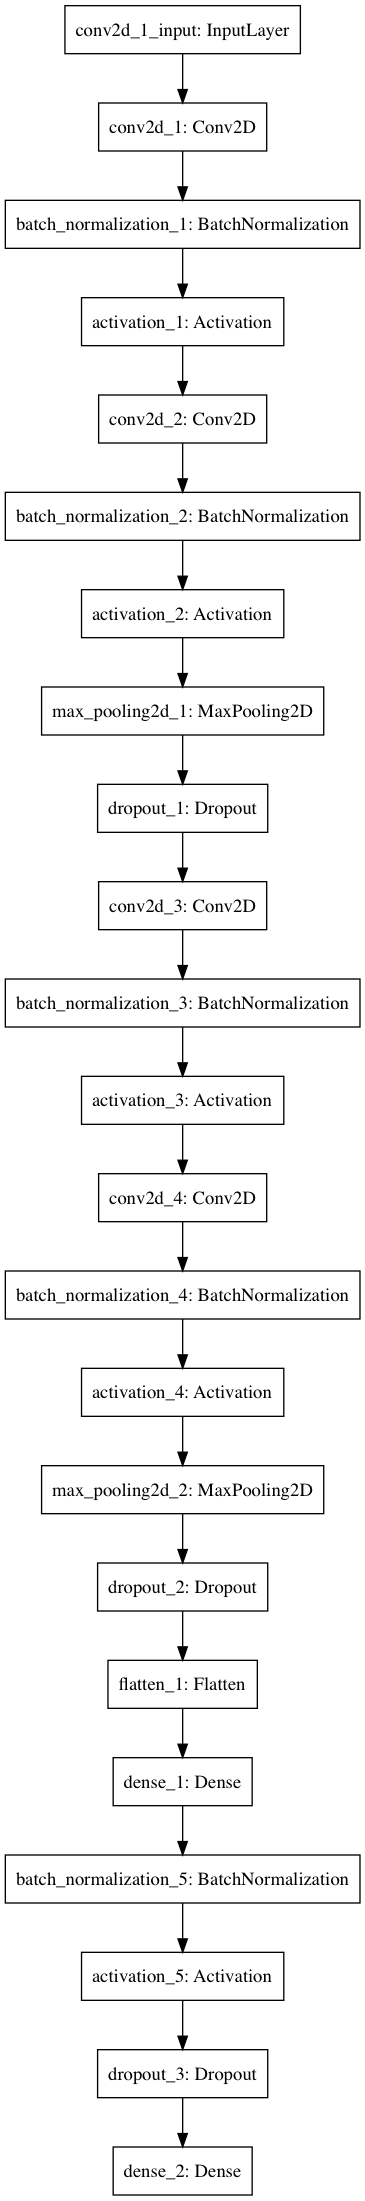 conv2d_1_input: InputLayer
conv2d_1: Conv2D
batch_normalization_1: BatchNormalization
activation_1: Activation
conv2d_2: Conv2D
batch_normalization_2: BatchNormalization
activation_2: Activation
max_pooling2d_1: MaxPooling2D
dropout_1: Dropout
conv2d_3: Conv2D
batch_normalization_3: BatchNormalization
activation_3: Activation
conv2d_4: Conv2D
batch_normalization_4: BatchNormalization
activation_4: Activation
max_pooling2d_2: MaxPooling2D
dropout_2: Dropout
flatten_1: Flatten
dense_1: Dense
batch_normalization_5: BatchNormalization
activation_5: Activation
dropout_3: Dropout
dense_2: Dense